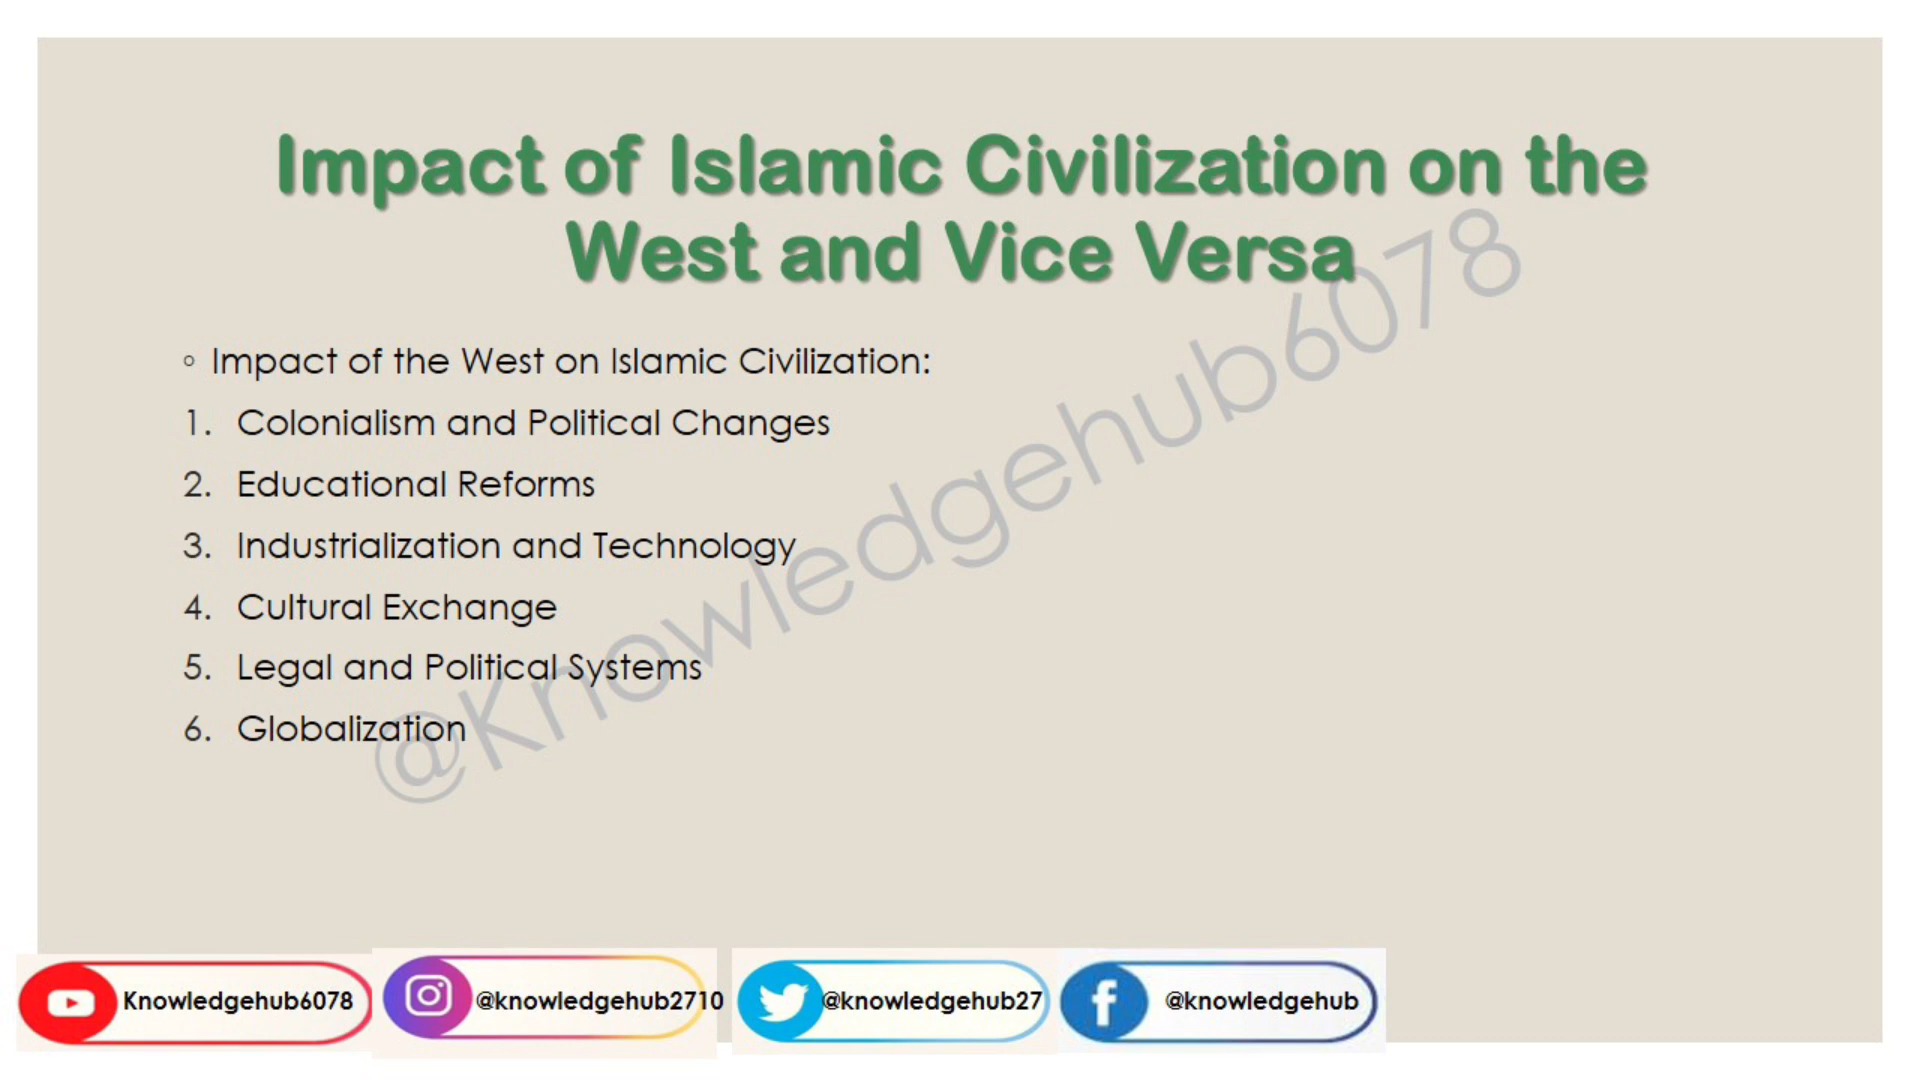 Impact of Islamic Civilization on the
West and Vice Versa
◦ Impact of the West on Islamic Civilization:
1. Colonialism and Political Changes
2. Educational Reforms
3. Industrialization and Technology
4. Cultural Exchange
5. Legal and Political Systems
6. Globalization
@Knowledgehub6078
Knowledgehub6078
@knowledgehub2710
@knowledgehub27
@knowledgehub